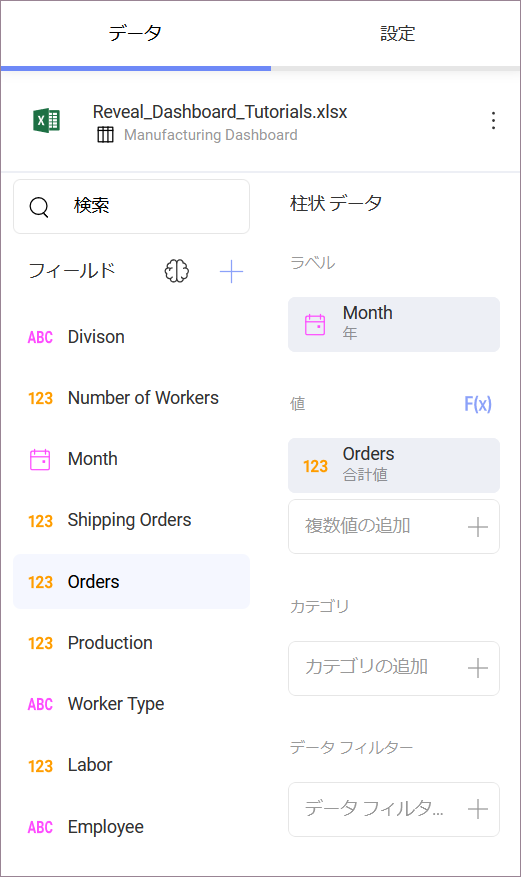 データ
設定
Reveal_Dashboard_Tutorials.xlsx
Manufacturing Dashboard
検索
フィールド
ABC Divison
123 Number of Workers
Month
123 Shipping Orders
123 Orders
123 Production
ABC Worker Type
123 Labor
ABC Employee
柱状 データ
ラベル
Month
年
値 F(x)
123 Orders
合計値
複数値の追加
カテゴリ
カテゴリの追加
データ フィルター
データ フィルタ...